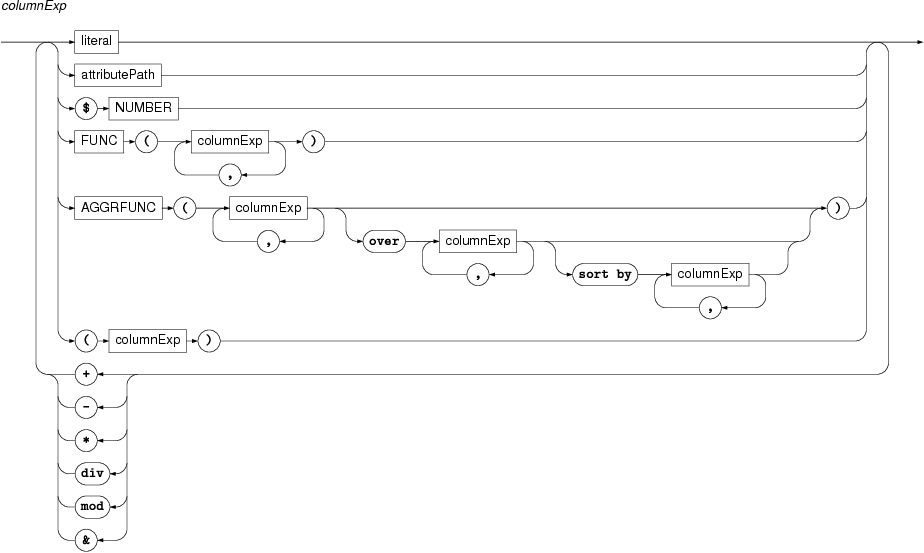 columnExp
literal
attributePath
$ NUMBER
FUNC ( columnExp )
,
AGGRFUNC ( columnExp )
, over columnExp
, sort by columnExp
,
( columnExp )
+
-
*
div
mod
&